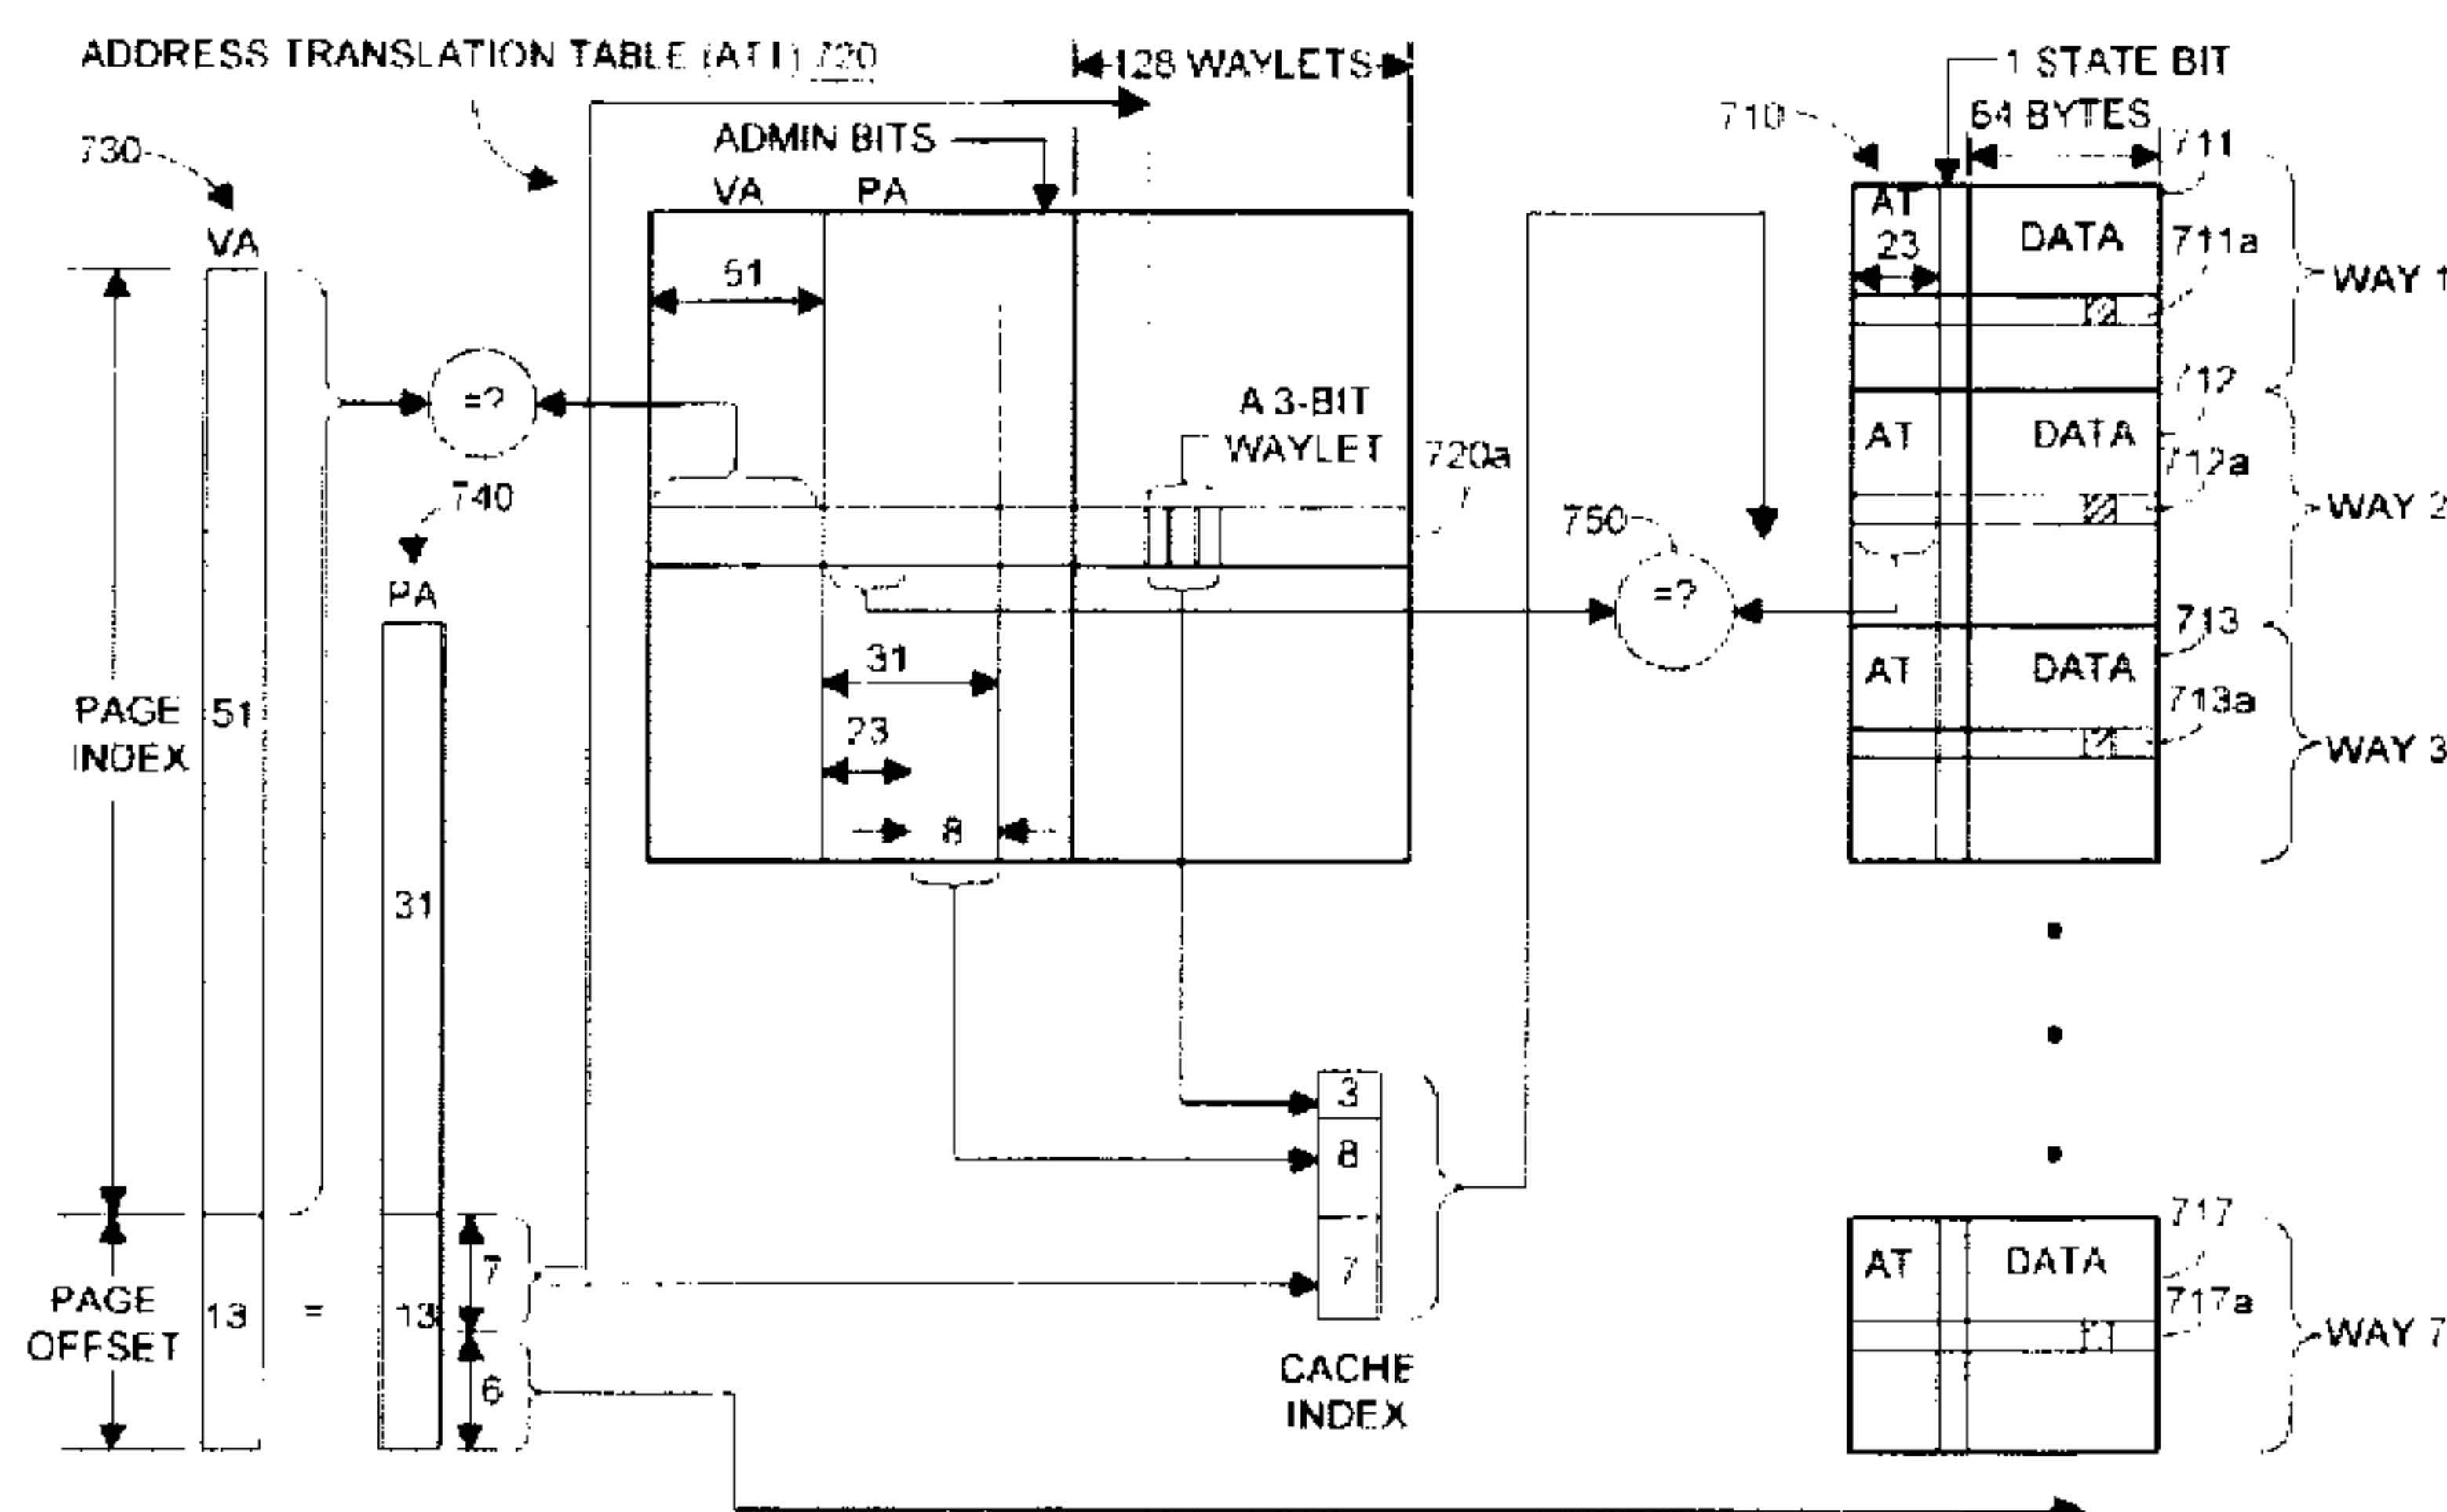 ADDRESS TRANSLATION TABLE (ATT) 720
128 WAYLETS
1 STATE BIT
64 BYTES
710
711
730
ADMIN BITS
VA
PA
VA
AT
23
DATA
711a
WAY 1
51
=?
A 3-BIT
WAYLET
720a
712
AT
DATA
712a
WAY 2
740
PA
750
=?
713
AT
DATA
713a
WAY 3
31
23
8
PAGE
INDEX
51
31
3
8
7
CACHE
INDEX
PAGE
OFFSET
13
=
13
7
6
717
AT
DATA
717a
WAY 7